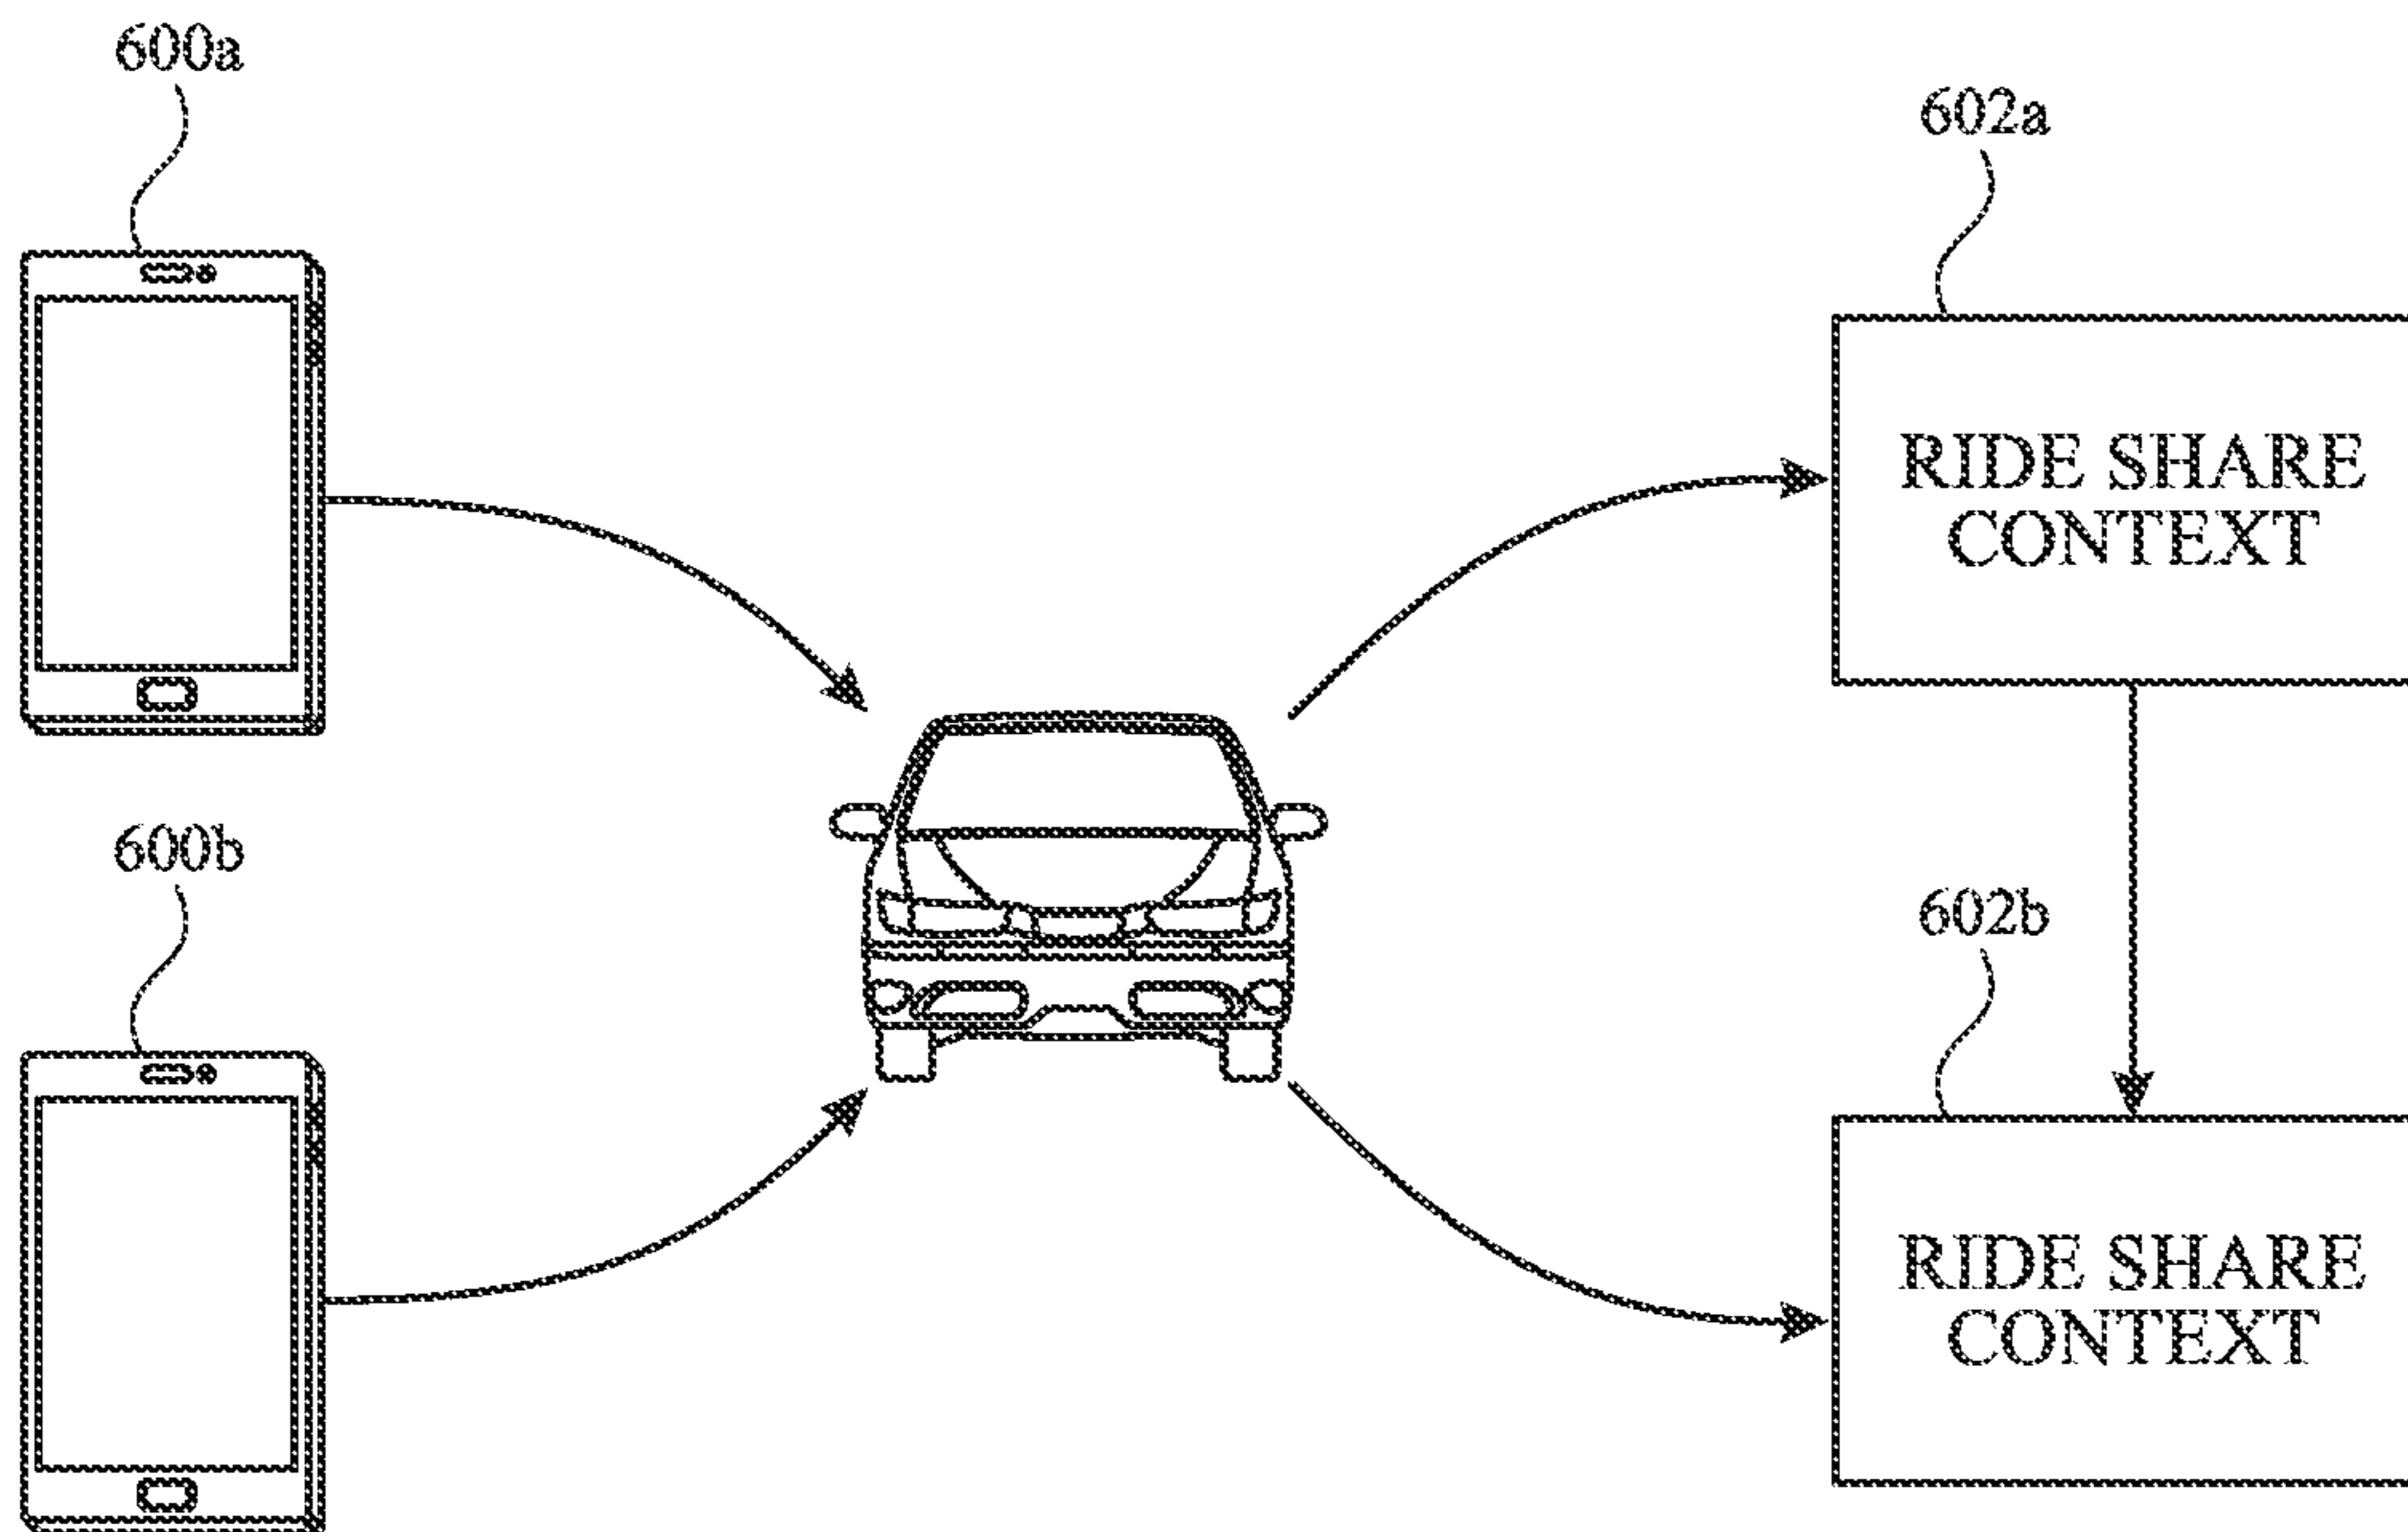 600a
602a
RIDE SHARE
CONTEXT
600b
602b
RIDE SHARE
CONTEXT